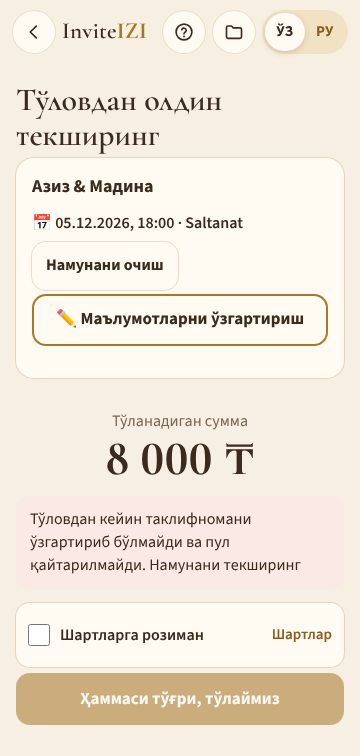 InviteIZI
ЎЗ
РУ
Тўловдан олдин
текширинг
Азиз & Мадина
📅 05.12.2026, 18:00 · Saltanat
Намунани очиш
✏️ Маълумотларни ўзгартириш
Тўланадиган сумма
8 000 ₸
Тўловдан кейин таклифномани
ўзгартириб бўлмайди ва пул
қайтарилмайди. Намунани текширинг
Шартларга розиман
Шартлар
Ҳаммаси тўғри, тўлаймиз